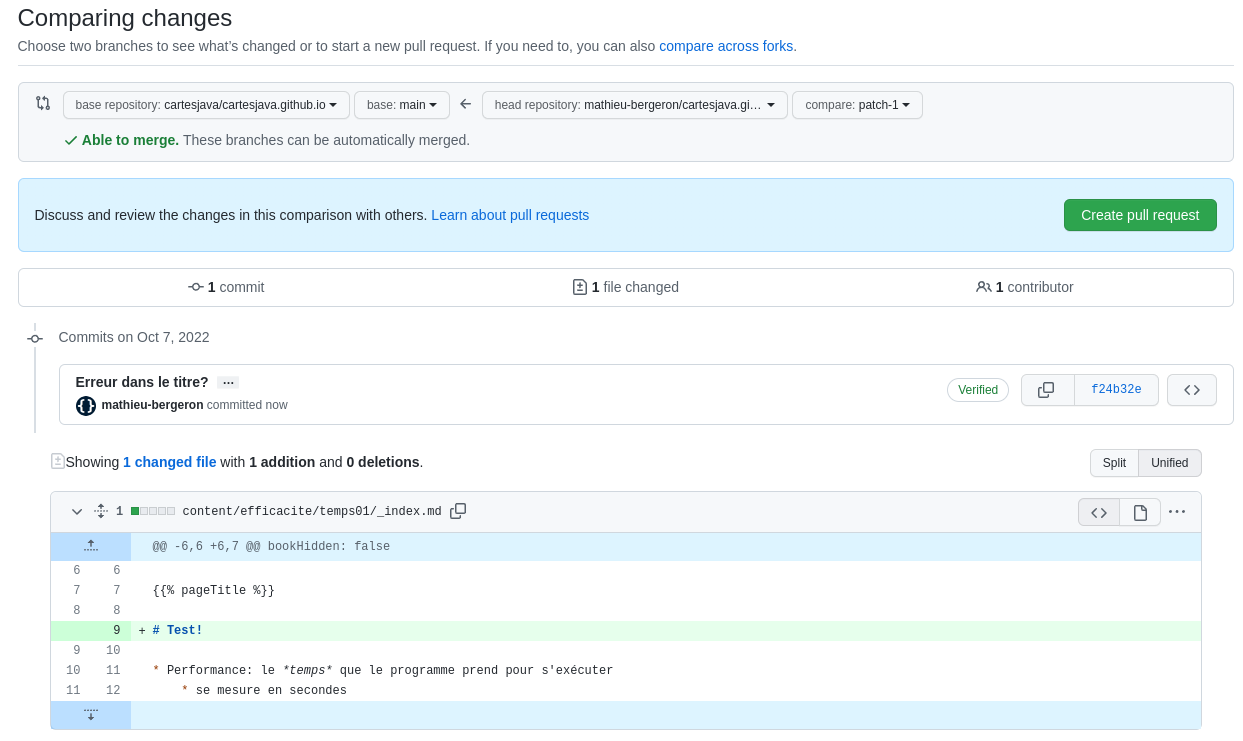 Comparing changes
Choose two branches to see what's changed or to start a new pull request. If you need to, you can also compare across forks.
base repository: cartesjava/cartesjava.github.io base: main head repository: mathieu-bergeron/cartesjava.gi… compare: patch-1
Able to merge. These branches can be automatically merged.
Discuss and review the changes in this comparison with others. Learn about pull requests Create pull request
1 commit 1 file changed 1 contributor
Commits on Oct 7, 2022
Erreur dans le titre? … Verified f24b32e
mathieu-bergeron committed now
Showing 1 changed file with 1 addition and 0 deletions. Split Unified
1 content/efficacite/temps01/_index.md
@@ -6,6 +6,7 @@ bookHidden: false
6 6
7 7 {{% pageTitle %}}
8 8
9 + # Test!
9 10
10 11 * Performance: le *temps* que le programme prend pour s'exécuter
11 12 * se mesure en secondes